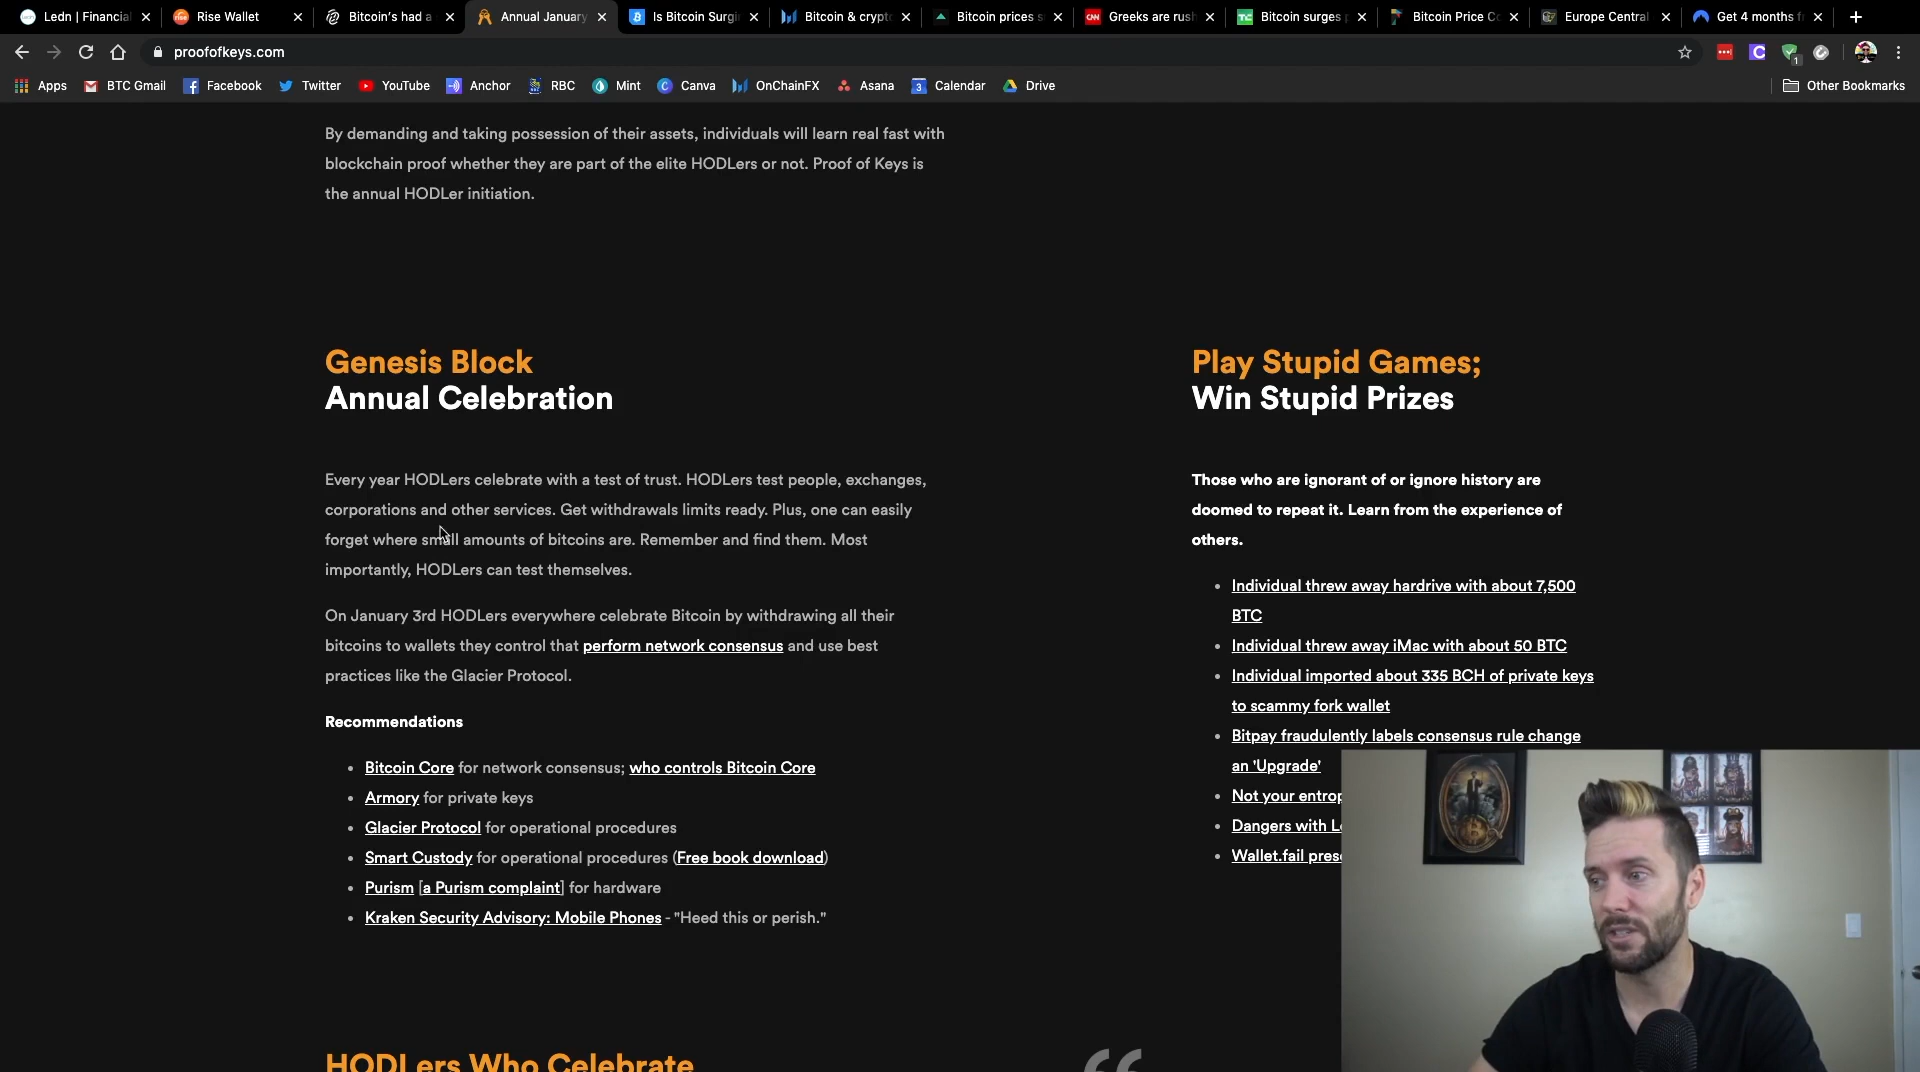 Ledn | Financial
Rise Wallet
Bitcoin's had a
Annual January
Is Bitcoin Surgi
Bitcoin & crypt
Bitcoin prices s
Greeks are rush
Bitcoin surges p
Bitcoin Price C
Europe Central
Get 4 months f
proofofkeys.com
Apps
BTC Gmail
Facebook
Twitter
YouTube
Anchor
RBC
Mint
Canva
OnChainFX
Asana
Calendar
Drive
Other Bookmarks
By demanding and taking possession of their assets, individuals will learn real fast with
blockchain proof whether they are part of the elite HODLers or not. Proof of Keys is
the annual HODLer initiation.
Genesis Block
Annual Celebration
Every year HODLers celebrate with a test of trust. HODLers test people, exchanges,
corporations and other services. Get withdrawals limits ready. Plus, one can easily
forget where small amounts of bitcoins are. Remember and find them. Most
importantly, HODLers can test themselves.
On January 3rd HODLers everywhere celebrate Bitcoin by withdrawing all their
bitcoins to wallets they control that perform network consensus and use best
practices like the Glacier Protocol.
Recommendations
• Bitcoin Core for network consensus; who controls Bitcoin Core
• Armory for private keys
• Glacier Protocol for operational procedures
• Smart Custody for operational procedures (Free book download)
• Purism [a Purism complaint] for hardware
• Kraken Security Advisory: Mobile Phones - "Heed this or perish."
Play Stupid Games;
Win Stupid Prizes
Those who are ignorant of or ignore history are
doomed to repeat it. Learn from the experience of
others.
• Individual threw away hardrive with about 7,500
BTC
• Individual threw away iMac with about 50 BTC
• Individual imported about 335 BCH of private keys
to scammy fork wallet
• Bitpay fraudulently labels consensus rule change
an 'Upgrade'
• Not your entrop
• Dangers with L
• Wallet.fail pres
HODLers Who Celebrate